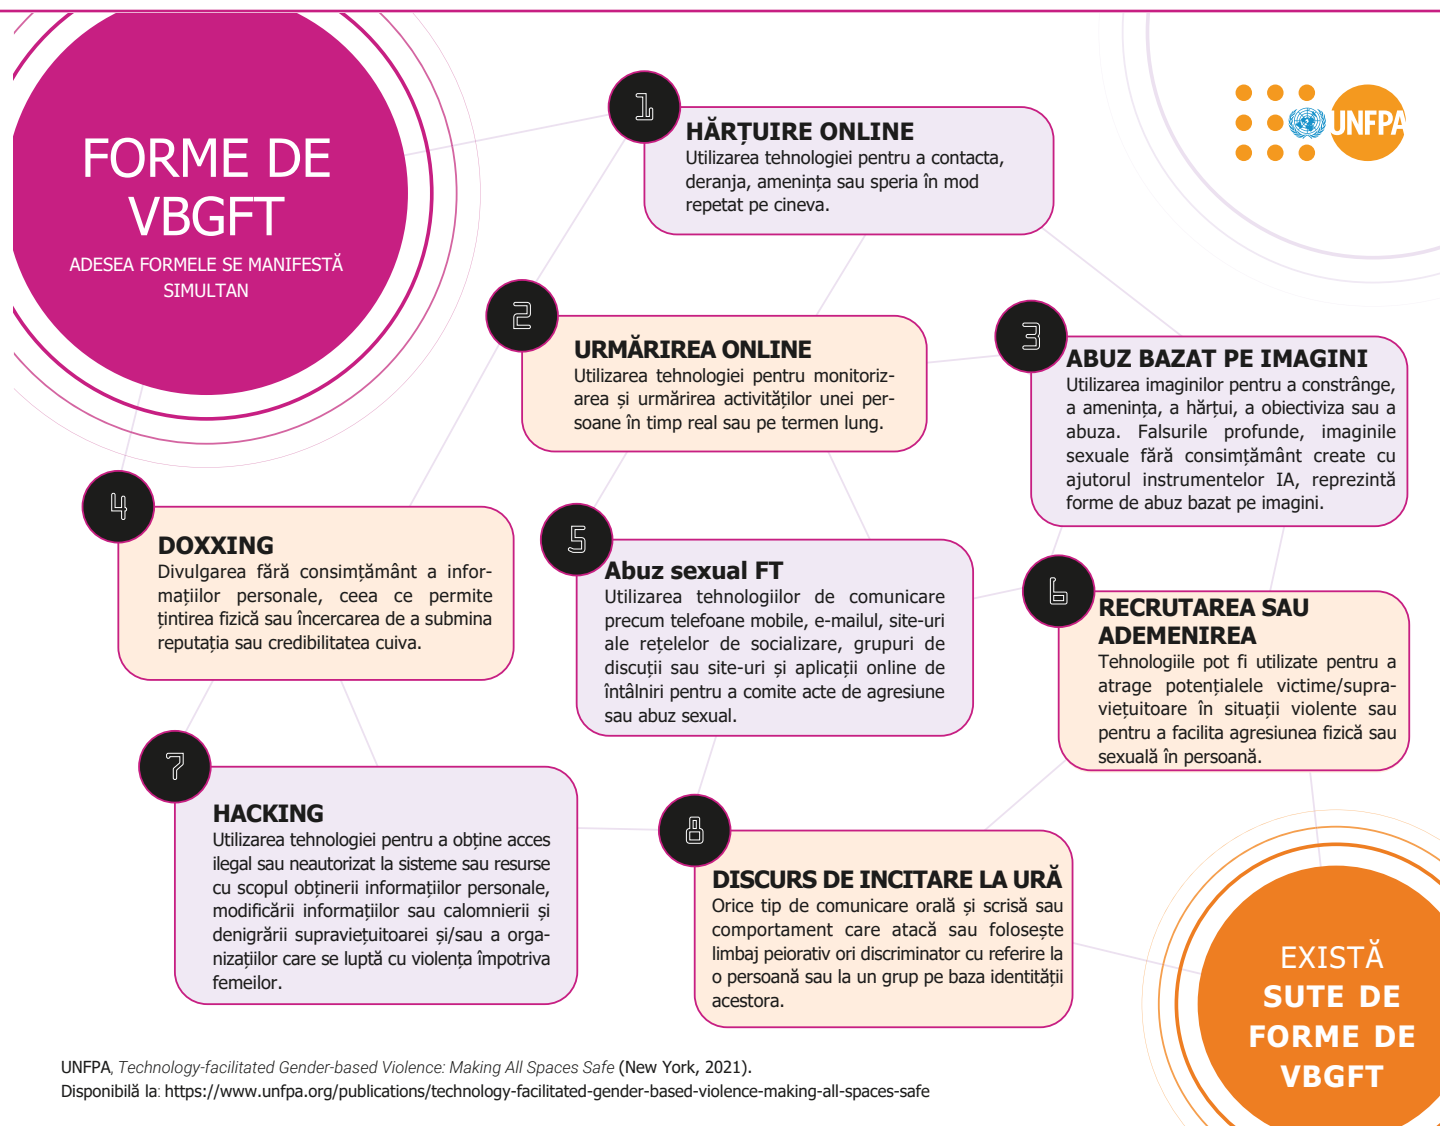 FORME DE
VBGFT
ADESEA FORMELE SE MANIFESTĂ
SIMULTAN
UNFPA
1
HĂRȚUIRE ONLINE
Utilizarea tehnologiei pentru a contacta,
deranja, amenința sau speria în mod
repetat pe cineva.
2
URMĂRIREA ONLINE
Utilizarea tehnologiei pentru monitoriz-
area și urmărirea activităților unei per-
soane în timp real sau pe termen lung.
3
ABUZ BAZAT PE IMAGINI
Utilizarea imaginilor pentru a constrânge,
a amenința, a hărțui, a obiectiviza sau a
abuza. Falsurile profunde, imaginile
sexuale fără consimțământ create cu
ajutorul instrumentelor IA, reprezintă
forme de abuz bazat pe imagini.
4
DOXXING
Divulgarea fără consimțământ a infor-
mațiilor personale, ceea ce permite
țintirea fizică sau încercarea de a submina
reputația sau credibilitatea cuiva.
5
Abuz sexual FT
Utilizarea tehnologiilor de comunicare
precum telefoane mobile, e-mailul, site-uri
ale rețelelor de socializare, grupuri de
discuții sau site-uri și aplicații online de
întâlniri pentru a comite acte de agresiune
sau abuz sexual.
6
RECRUTAREA SAU
ADEMENIREA
Tehnologiile pot fi utilizate pentru a
atrage potențialele victime/supra-
viețuitoare în situații violente sau
pentru a facilita agresiunea fizică sau
sexuală în persoană.
7
HACKING
Utilizarea tehnologiei pentru a obține acces
ilegal sau neautorizat la sisteme sau resurse
cu scopul obținerii informațiilor personale,
modificării informațiilor sau calomnierii și
denigrării supraviețuitoarei și/sau a orga-
nizațiilor care se luptă cu violența împotriva
femeilor.
8
DISCURS DE INCITARE LA URĂ
Orice tip de comunicare orală și scrisă sau
comportament care atacă sau folosește
limbaj peiorativ ori discriminator cu referire la
o persoană sau la un grup pe baza identității
acestora.
EXISTĂ
SUTE DE
FORME DE
VBGFT
UNFPA, Technology-facilitated Gender-based Violence: Making All Spaces Safe (New York, 2021).
Disponibilă la: https://www.unfpa.org/publications/technology-facilitated-gender-based-violence-making-all-spaces-safe